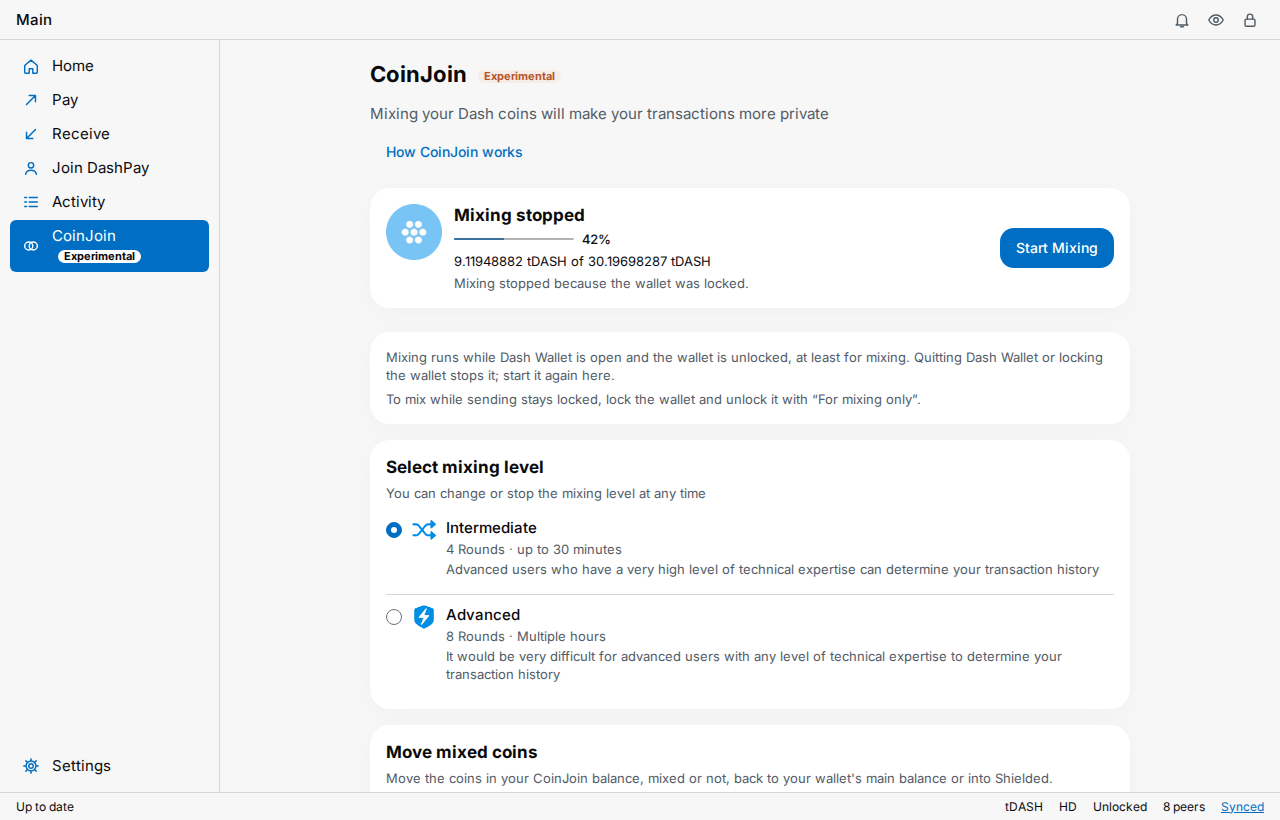 Main
Home
Pay
Receive
Join DashPay
Activity
CoinJoin
Experimental
Settings
CoinJoin Experimental
Mixing your Dash coins will make your transactions more private
How CoinJoin works
Mixing stopped
42%
9.11948882 tDASH of 30.19698287 tDASH
Mixing stopped because the wallet was locked.
Start Mixing
Mixing runs while Dash Wallet is open and the wallet is unlocked, at least for mixing. Quitting Dash Wallet or locking
the wallet stops it; start it again here.
To mix while sending stays locked, lock the wallet and unlock it with “For mixing only”.
Select mixing level
You can change or stop the mixing level at any time
Intermediate
4 Rounds · up to 30 minutes
Advanced users who have a very high level of technical expertise can determine your transaction history
Advanced
8 Rounds · Multiple hours
It would be very difficult for advanced users with any level of technical expertise to determine your
transaction history
Move mixed coins
Move the coins in your CoinJoin balance, mixed or not, back to your wallet's main balance or into Shielded.
Up to date
tDASH HD Unlocked 8 peers Synced